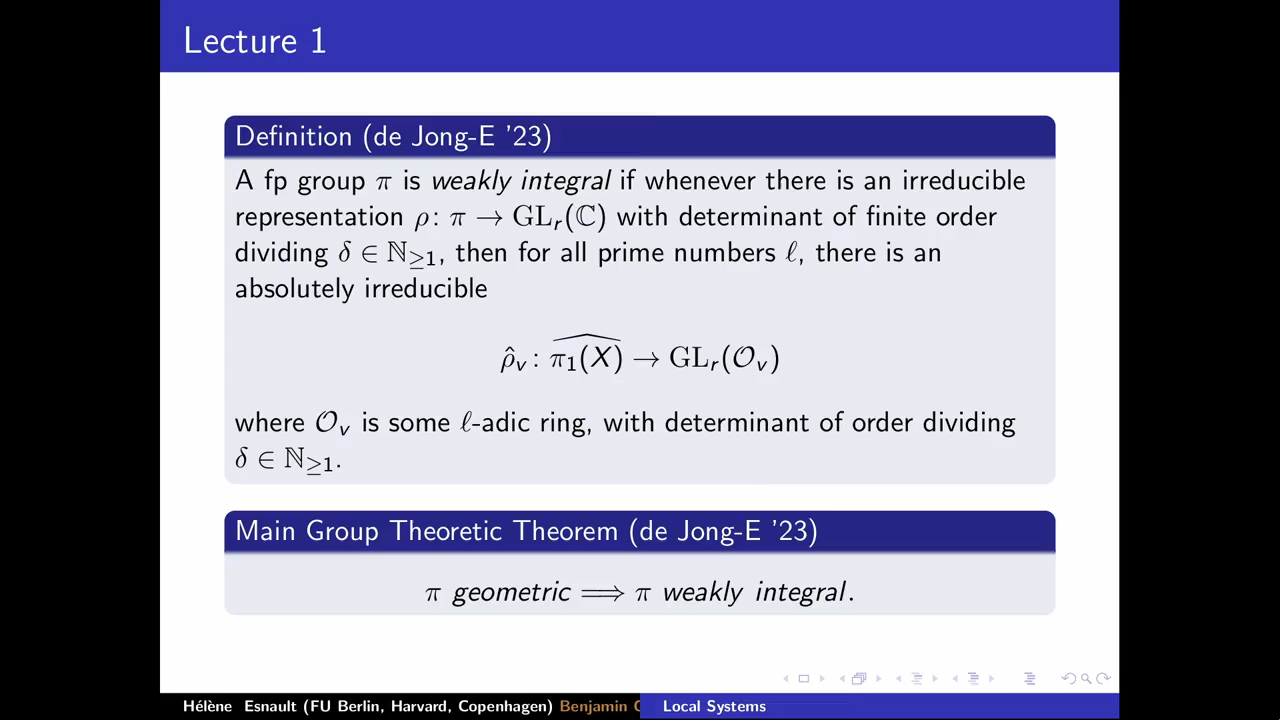 Lecture 1
Definition (de Jong-E '23)
A fp group π is weakly integral if whenever there is an irreducible
representation ρ: π → GL_r(ℂ) with determinant of finite order
dividing δ ∈ ℕ_{≥1}, then for all prime numbers ℓ, there is an
absolutely irreducible
ρ̂_v : \widehat{π_1(X)} → GL_r(𝒪_v)
where 𝒪_v is some ℓ-adic ring, with determinant of order dividing
δ ∈ ℕ_{≥1}.
Main Group Theoretic Theorem (de Jong-E '23)
π geometric ⟹ π weakly integral.
Hélène Esnault (FU Berlin, Harvard, Copenhagen) Benjamin
Local Systems